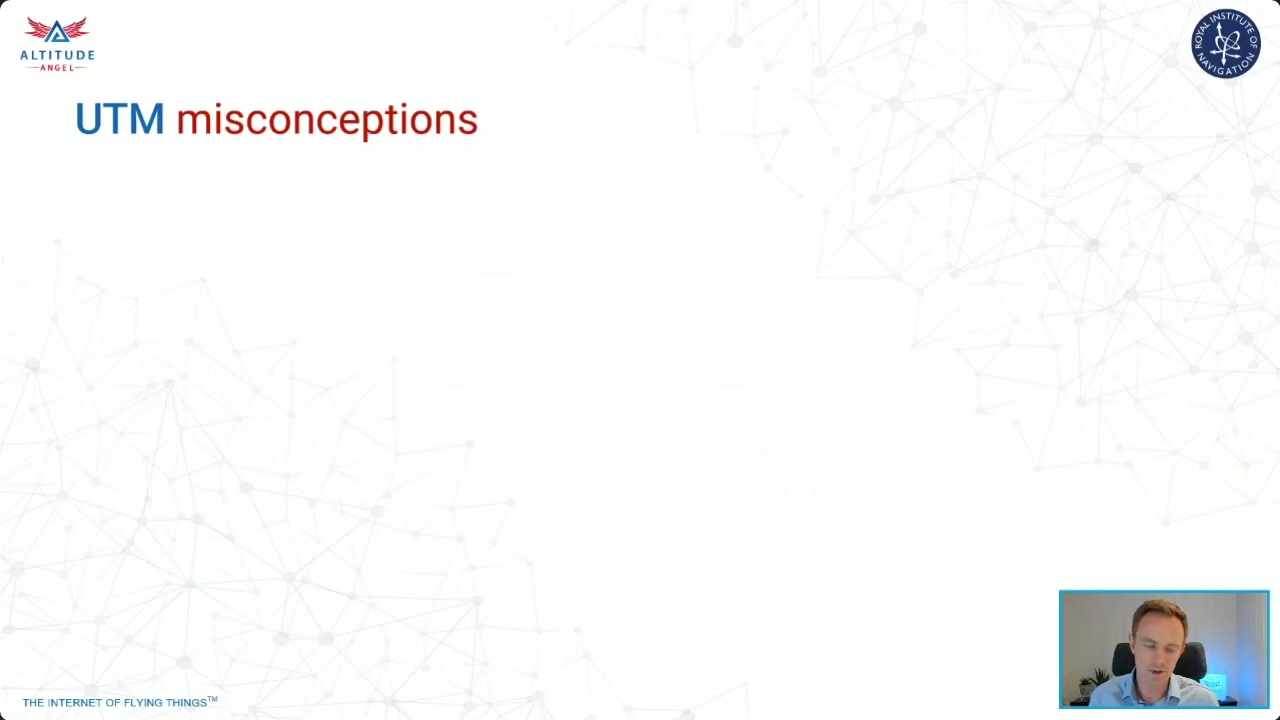 ALTITUDE
ANGEL
ROYAL INSTITUTE OF NAVIGATION
UTM misconceptions
THE INTERNET OF FLYING THINGS™